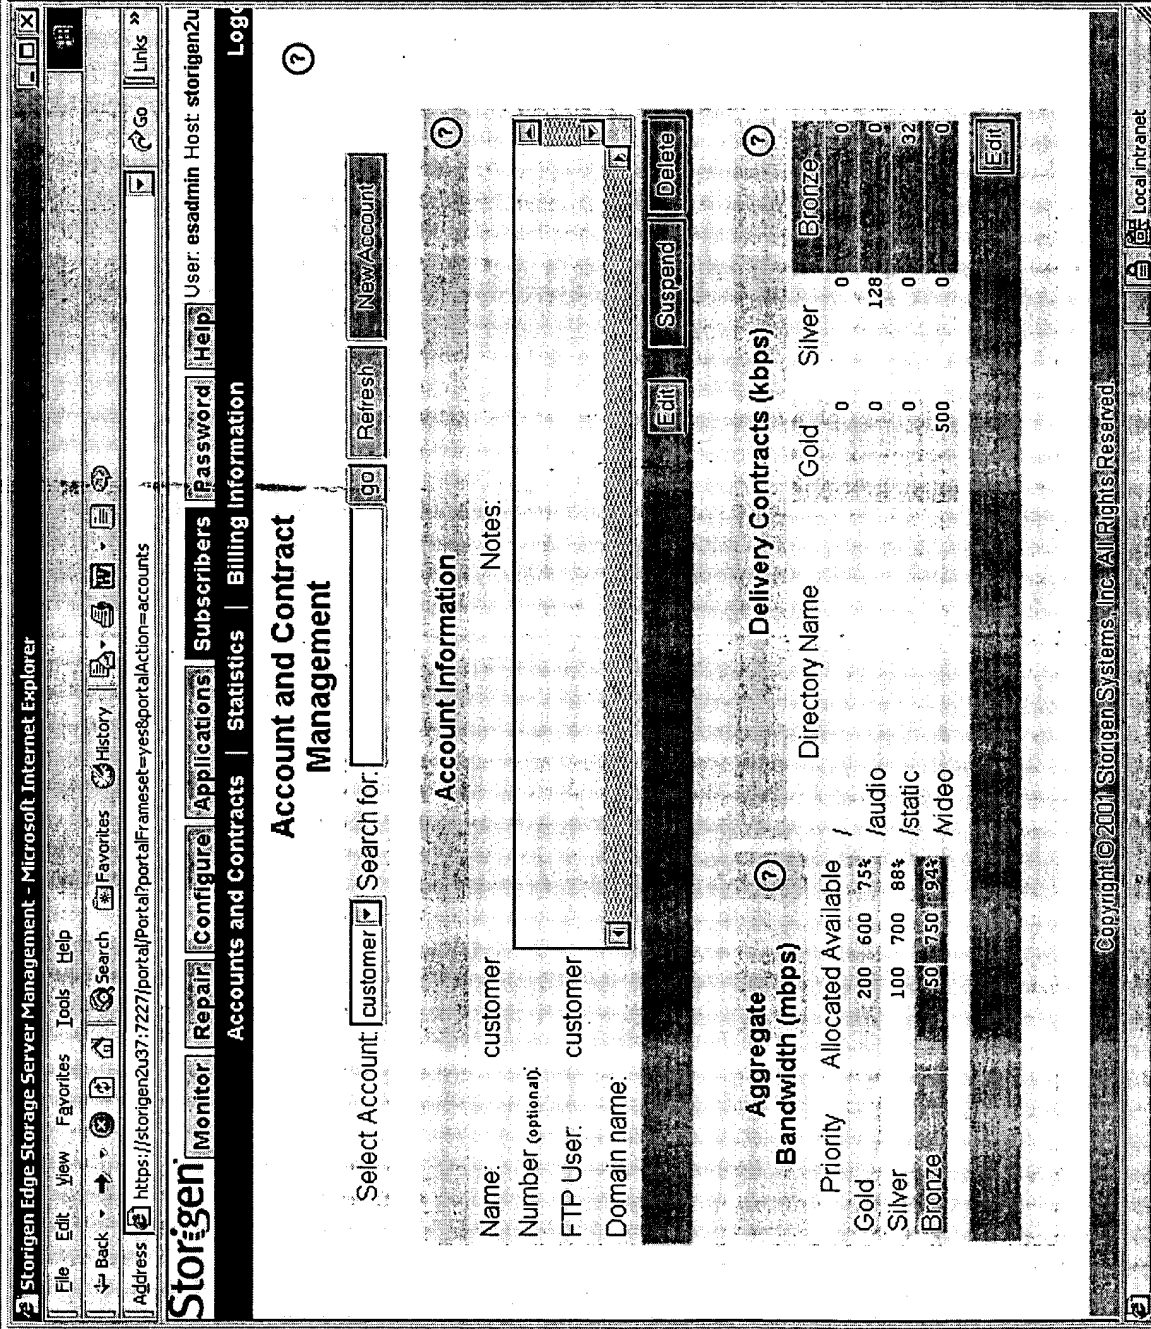 Storigen Edge Storage Server Management - Microsoft Internet Explorer
File Edit View Favorites Tools Help
Back Search Favorites History
Address https://storigen2u37:7227/portal/Portal?portalFrameset=yes&portalAction=accounts Go Links »
Storigen Monitor Repair Configure Applications Subscribers Password Help User: esadmin Host storigen2u
Accounts and Contracts | Statistics | Billing Information Logo
Account and Contract
Management
?
Select Account: customer Search for: go Refresh New Account
Account Information ?
Name: customer Notes:
Number (optional):
FTP User: customer
Domain name:
Edit Suspend Delete
Aggregate
Bandwidth (mbps) ?
Priority Allocated Available
Gold 200 600 75%
Silver 100 700 88%
Bronze 50 750 94%
Delivery Contracts (kbps) ?
Directory Name Gold Silver Bronze
/ 0 0 0
/audio 0 128 0
/static 0 0 32
/video 500 0 0
Edit
Copyright © 2001 Storigen Systems, Inc. All Rights Reserved
Local intranet